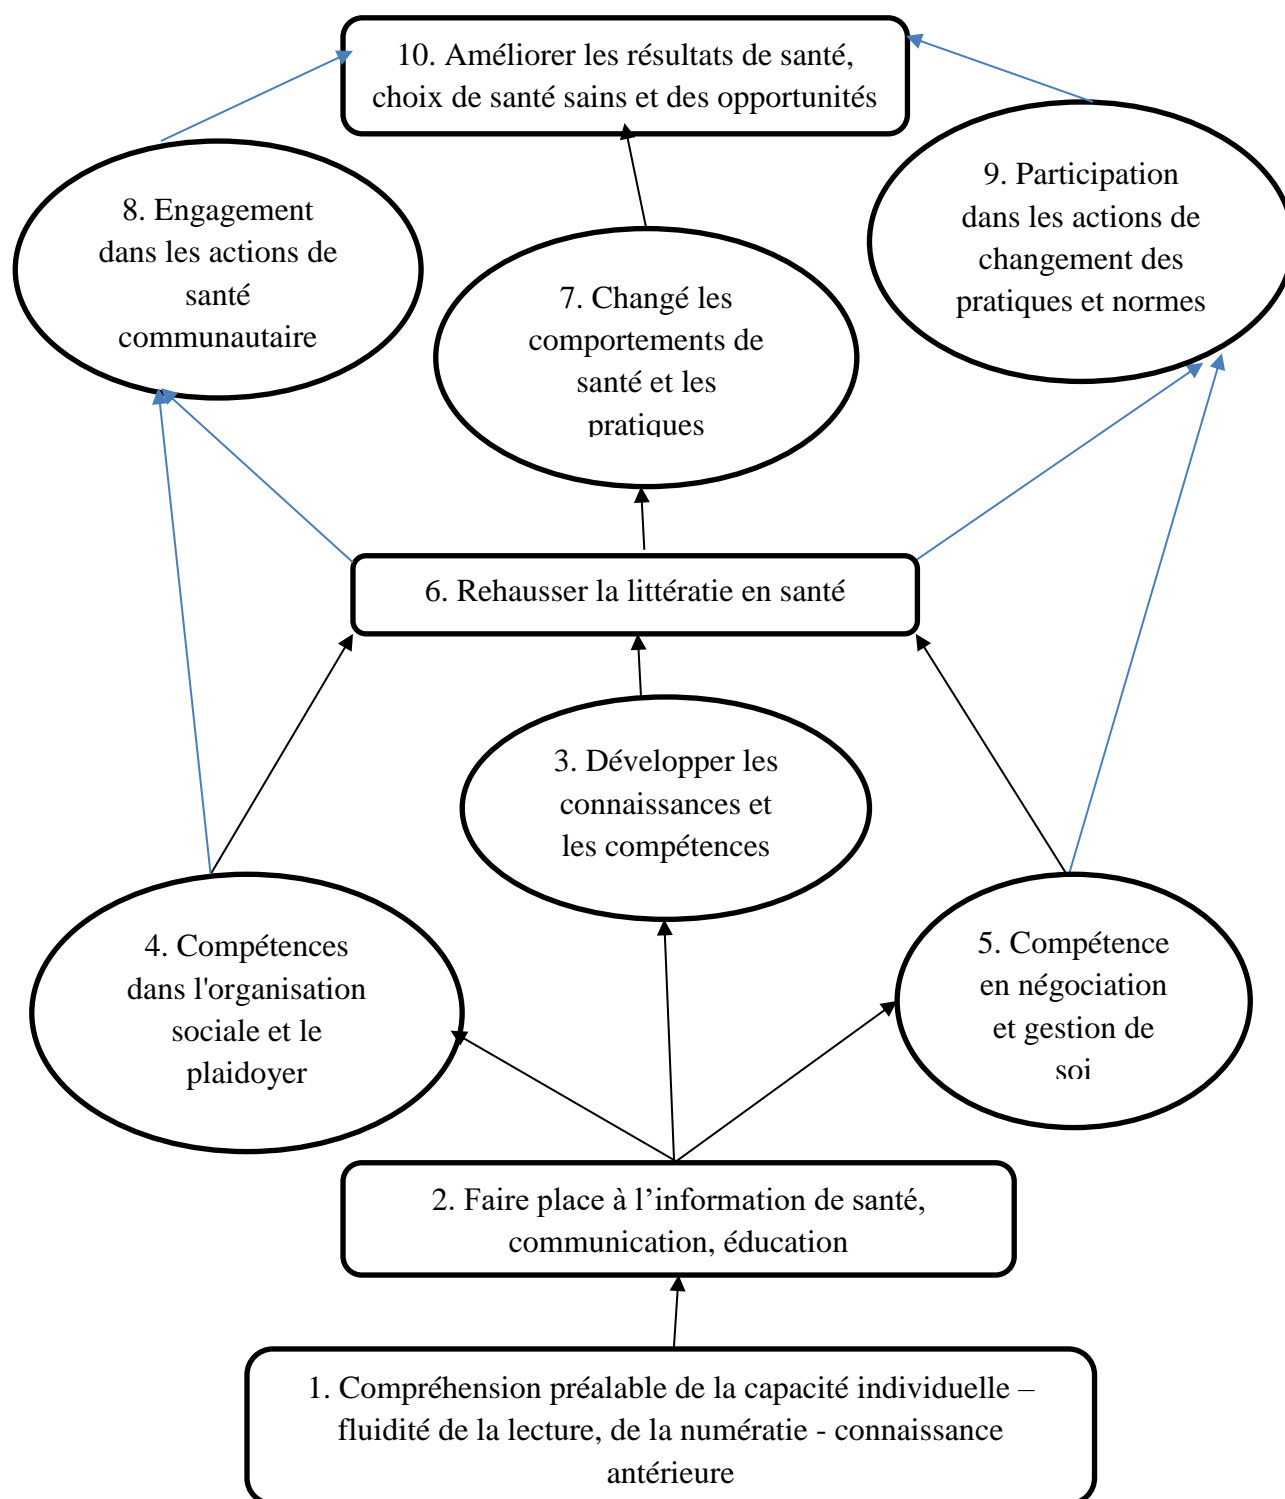 10. Améliorer les résultats de santé,
choix de santé sains et des opportunités
8. Engagement
dans les actions de
santé
communautaire
9. Participation
dans les actions de
changement des
pratiques et normes
7. Changé les
comportements de
santé et les
pratiques
6. Rehausser la littératie en santé
3. Développer les
connaissances et
les compétences
4. Compétences
dans l'organisation
sociale et le
plaidoyer
5. Compétence
en négociation
et gestion de
soi
2. Faire place à l’information de santé,
communication, éducation
1. Compréhension préalable de la capacité individuelle –
fluidité de la lecture, de la numératie - connaissance
antérieure